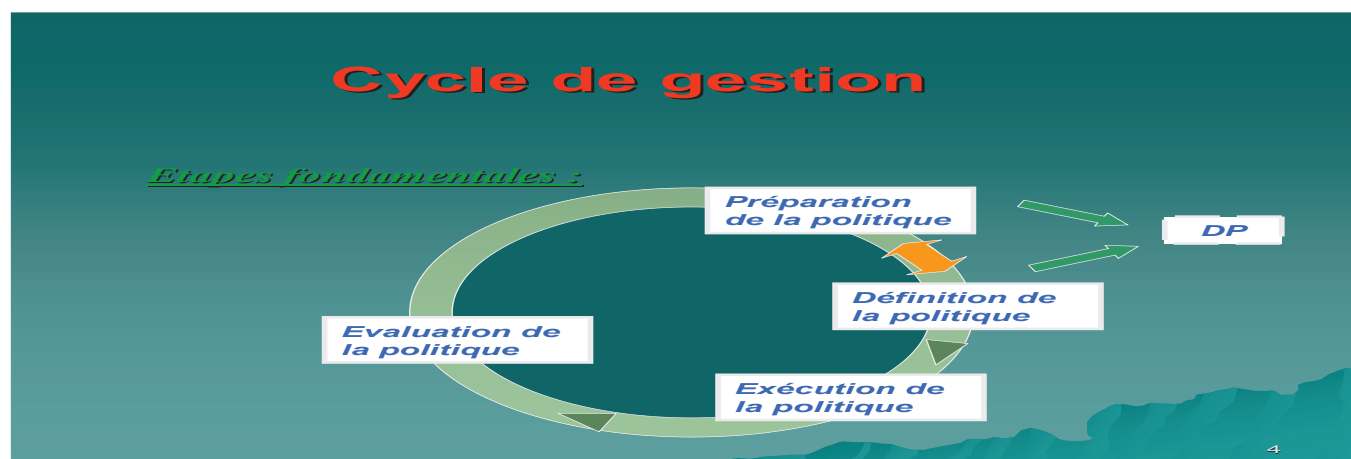 Cycle de gestion
Etapes fondamentales :
Préparation
de la politique
DP
Définition de
la politique
Evaluation de
la politique
Exécution de
la politique
4